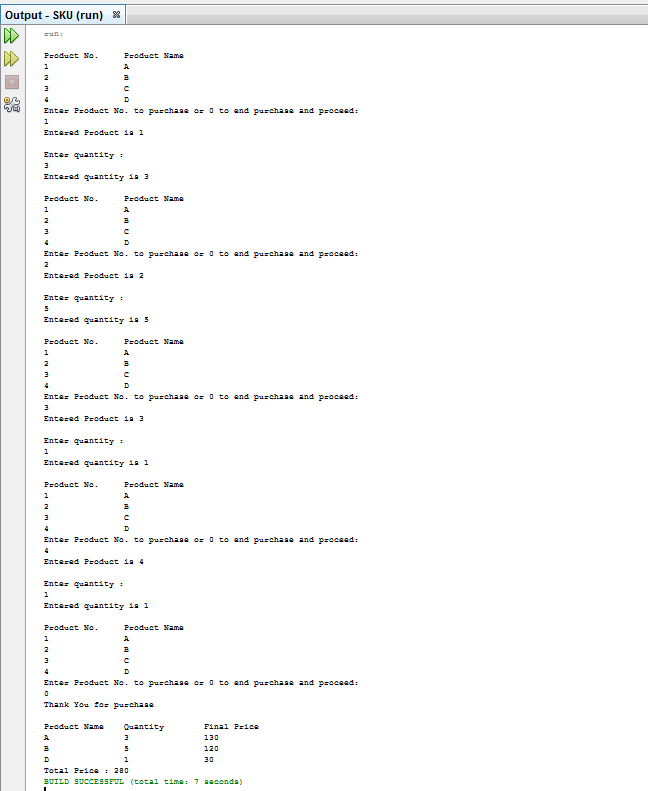 Output - SKU (run)
run:
Product No. Product Name
1 A
2 B
3 C
4 D
Enter Product No. to purchase or 0 to end purchase and proceed:
1
Entered Product is 1
Enter quantity :
3
Entered quantity is 3
Product No. Product Name
1 A
2 B
3 C
4 D
Enter Product No. to purchase or 0 to end purchase and proceed:
2
Entered Product is 2
Enter quantity :
5
Entered quantity is 5
Product No. Product Name
1 A
2 B
3 C
4 D
Enter Product No. to purchase or 0 to end purchase and proceed:
3
Entered Product is 3
Enter quantity :
1
Entered quantity is 1
Product No. Product Name
1 A
2 B
3 C
4 D
Enter Product No. to purchase or 0 to end purchase and proceed:
4
Entered Product is 4
Enter quantity :
1
Entered quantity is 1
Product No. Product Name
1 A
2 B
3 C
4 D
Enter Product No. to purchase or 0 to end purchase and proceed:
0
Thank You for purchase
Product Name Quantity Final Price
A 3 130
B 5 120
D 1 30
Total Price : 280
BUILD SUCCESSFUL (total time: 7 seconds)